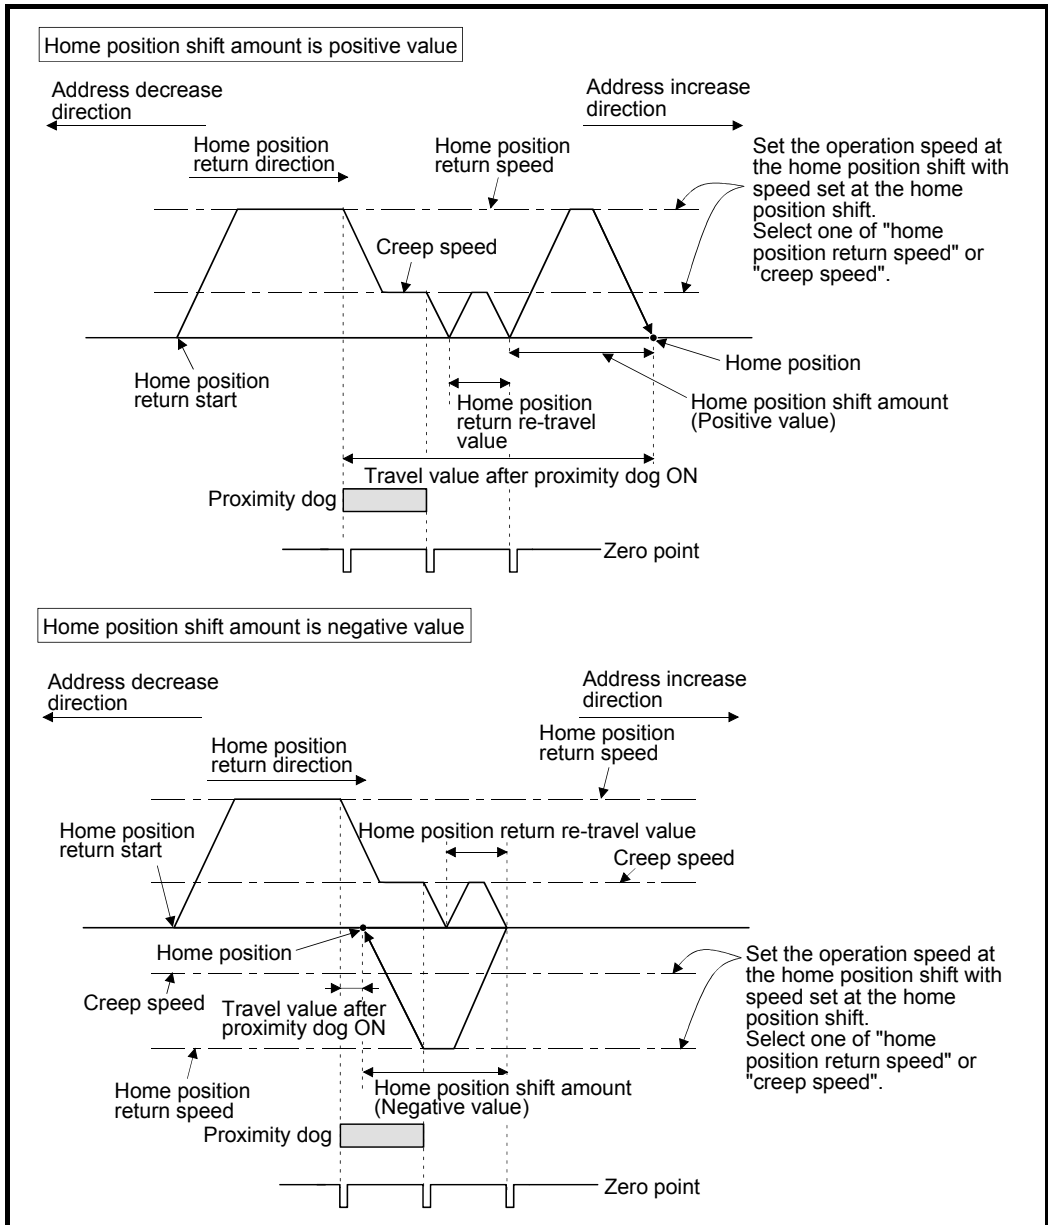 Home position shift amount is positive value
Address decrease
direction
Address increase
direction
Home position
return direction
Home position
return speed
Set the operation speed at
the home position shift with
speed set at the home
position shift.
Select one of "home
position return speed" or
"creep speed".
Creep speed
Home position
return start
Home position
Home position
return re-travel
value
Home position shift amount
(Positive value)
Travel value after proximity dog ON
Proximity dog
Zero point
Home position shift amount is negative value
Address decrease
direction
Address increase
direction
Home position
return direction
Home position
return speed
Home position
return start
Home position return re-travel value
Creep speed
Home position
Set the operation speed at
the home position shift with
speed set at the home
position shift.
Select one of "home
position return speed" or
"creep speed".
Creep speed
Travel value after
proximity dog ON
Home position
return speed
Home position shift amount
(Negative value)
Proximity dog
Zero point